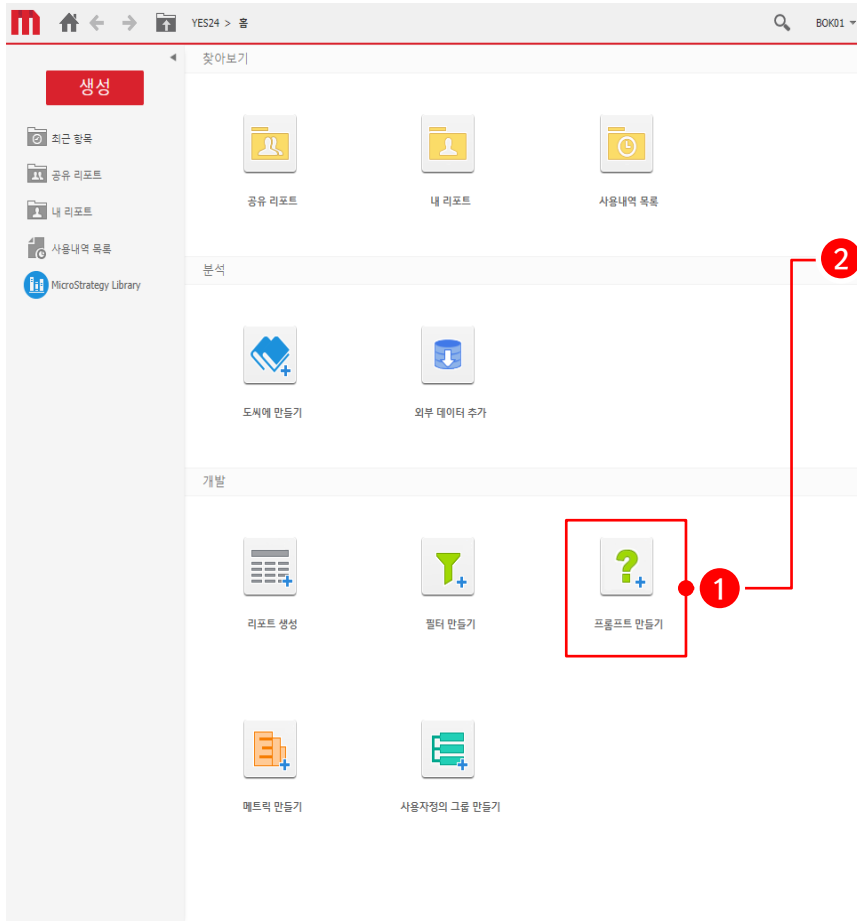 YES24 > 홈
BOK01
생성
최근 항목
공유 리포트
내 리포트
사용내역 목록
MicroStrategy Library
찾아보기
공유 리포트
내 리포트
사용내역 목록
2
분석
도씨에 만들기
외부 데이터 추가
개발
리포트 생성
필터 만들기
프롬프트 만들기
1
메트릭 만들기
사용자정의 그룹 만들기